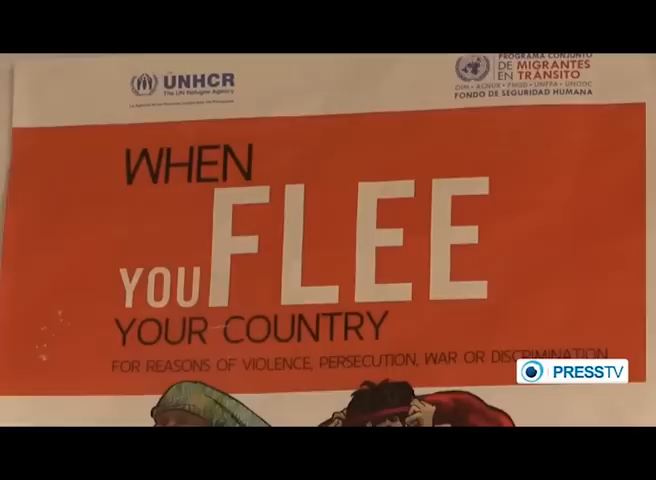 UNHCR
The UN Refugee Agency
PROGRAMA CONJUNTO
DE MIGRANTES
EN TRÁNSITO
OIM • ACNUR • PNUD • UNFPA • UNODC
FONDO DE SEGURIDAD HUMANA
WHEN
YOU FLEE
YOUR COUNTRY
FOR REASONS OF VIOLENCE, PERSECUTION, WAR OR DISCRIMINATION
PRESSTV